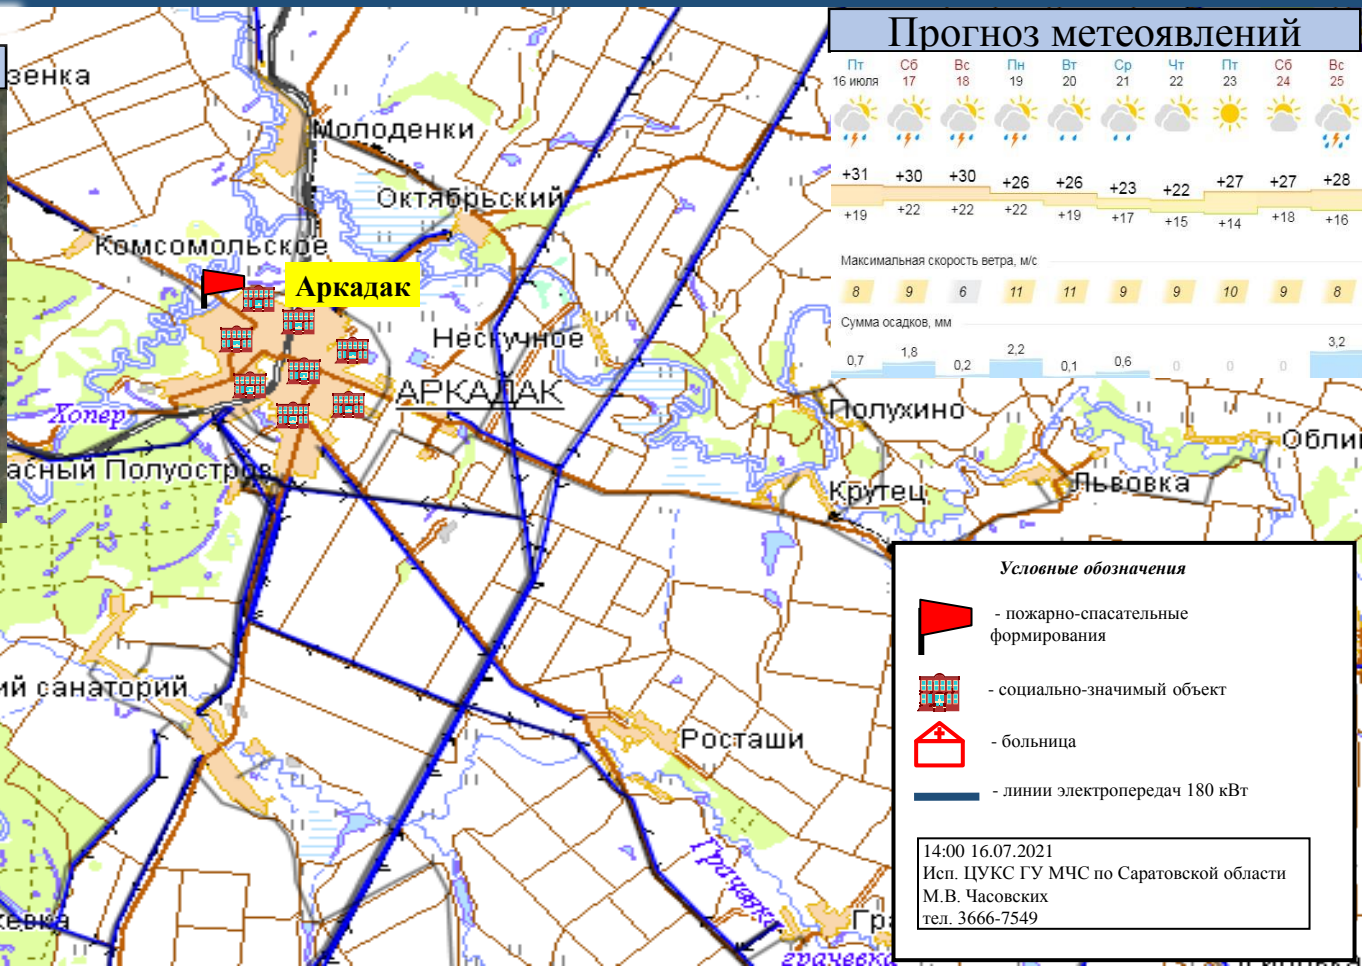 Прогноз метеоявлений
Пт Сб Вс Пн Вт Ср Чт Пт Сб Вс
16 июля 17 18 19 20 21 22 23 24 25
+31 +30 +30 +26 +26 +23 +22 +27 +27 +28
+19 +22 +22 +22 +19 +17 +15 +14 +18 +16
Максимальная скорость ветра, м/с
8 9 6 11 11 9 9 10 9 8
Сумма осадков, мм
0,7 1,8 0,2 2,2 0,1 0,6 0 0 0 3,2
зенка
Молоденки
Октябрьский
Комсомольское
Аркадак
Нескучное
АРКАДАК
Хопер
Полухино
Обли
асный Полуостров
Крутец
Львовка
ий санаторий
Росташи
Грачевка
Гра
грачевка
Условные обозначения
- пожарно-спасательные
формирования
- социально-значимый объект
- больница
- линии электропередач 180 кВт
14:00 16.07.2021
Исп. ЦУКС ГУ МЧС по Саратовской области
М.В. Часовских
тел. 3666-7549